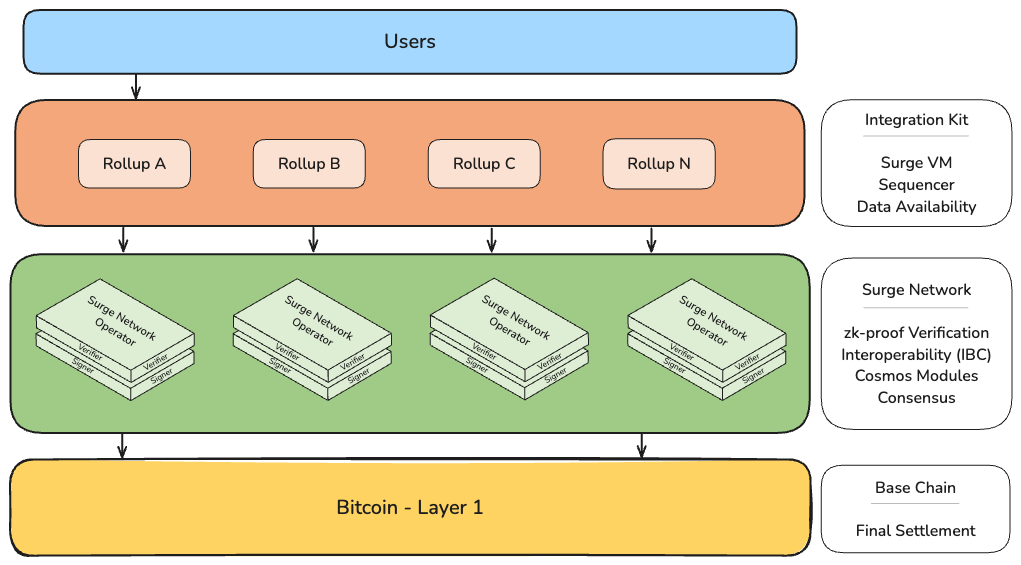 Users
Rollup A
Rollup B
Rollup C
Rollup N
Integration Kit
Surge VM
Sequencer
Data Availability
Surge Network
Operator
Verifier
Verifier
Signer
Signer
Surge Network
Operator
Verifier
Verifier
Signer
Signer
Surge Network
Operator
Verifier
Verifier
Signer
Signer
Surge Network
Operator
Verifier
Verifier
Signer
Signer
Surge Network
zk-proof Verification
Interoperability (IBC)
Cosmos Modules
Consensus
Bitcoin - Layer 1
Base Chain
Final Settlement